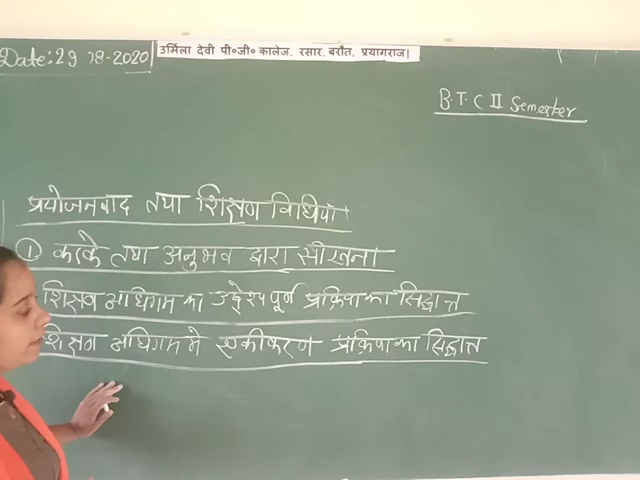 Date:29-8-2020
उर्मिला देवी पी०जी० कालेज, रसार, बरौत, प्रयागराज।
B.T.C II Semester
प्रयोजनवाद तथा शिक्षण विधियाँ
① करके तथा अनुभव द्वारा सीखना
शिक्षण अधिगम का उद्देश्यपूर्ण प्रक्रिया का सिद्धान्त
शिक्षण अधिगम मे एकीकरण प्रक्रिया का सिद्धान्त